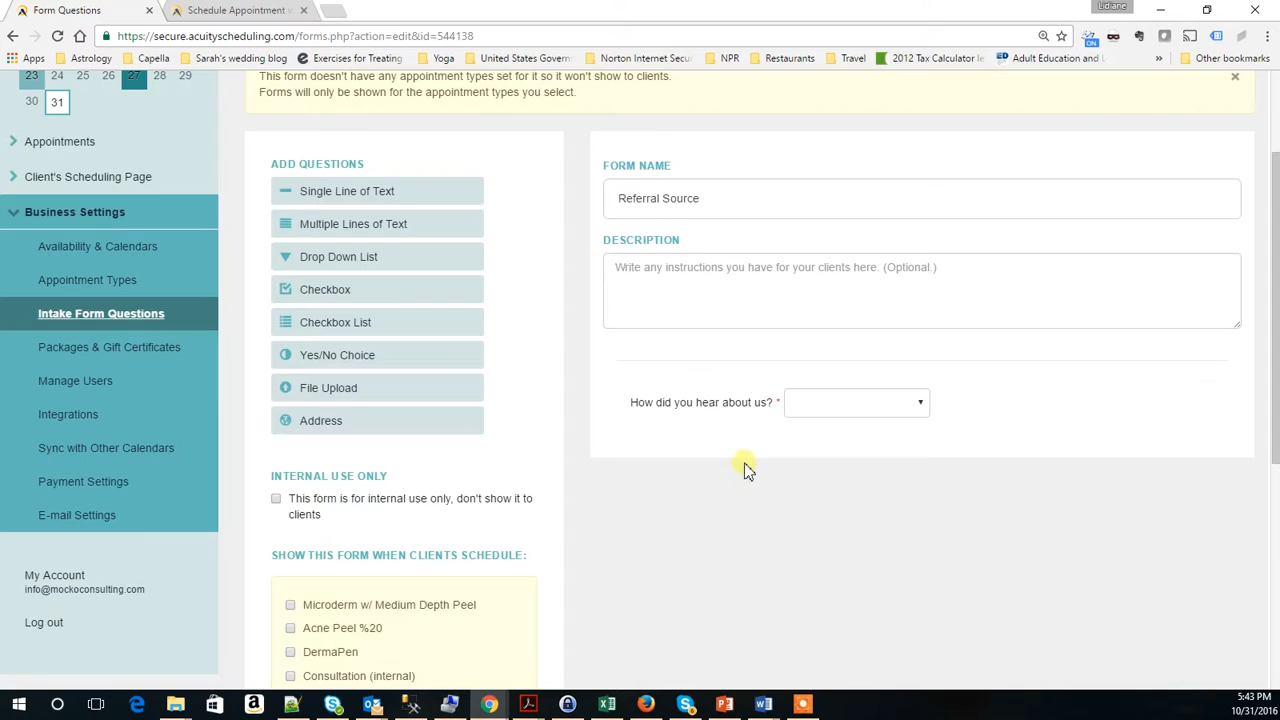 Form Questions
Schedule Appointment w
Lidiane
https://secure.acuityscheduling.com/forms.php?action=edit&id=544138
Apps
Astrology
Capella
Sarah's wedding blog
Exercises for Treating
Yoga
United States Govern
Norton Internet Secu
NPR
Restaurants
Travel
2012 Tax Calculator
Adult Education and L
»
Other bookmarks
ON
23 24 25 26 27 28 29
30 31
Appointments
Client's Scheduling Page
Business Settings
Availability & Calendars
Appointment Types
Intake Form Questions
Packages & Gift Certificates
Manage Users
Integrations
Sync with Other Calendars
Payment Settings
E-mail Settings
My Account
info@mockoconsulting.com
Log out
This form doesn't have any appointment types set for it so it won't show to clients.
Forms will only be shown for the appointment types you select.
ADD QUESTIONS
Single Line of Text
Multiple Lines of Text
Drop Down List
Checkbox
Checkbox List
Yes/No Choice
File Upload
Address
INTERNAL USE ONLY
This form is for internal use only, don't show it to
clients
SHOW THIS FORM WHEN CLIENTS SCHEDULE:
Microderm w/ Medium Depth Peel
Acne Peel %20
DermaPen
Consultation (internal)
FORM NAME
Referral Source
DESCRIPTION
Write any instructions you have for your clients here. (Optional.)
How did you hear about us? *
5:43 PM
10/31/2016